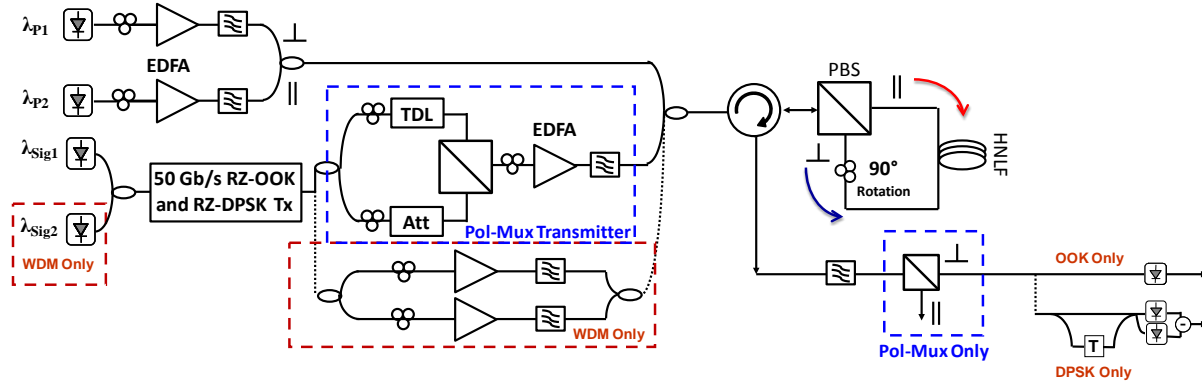 λP1
⊥
EDFA
λP2
||
λSig1
λSig2
WDM Only
50 Gb/s RZ-OOK
and RZ-DPSK Tx
TDL
EDFA
Att
Pol-Mux Transmitter
WDM Only
PBS
||
⊥
90°
Rotation
HNLF
⊥
||
Pol-Mux Only
OOK Only
T
-
DPSK Only